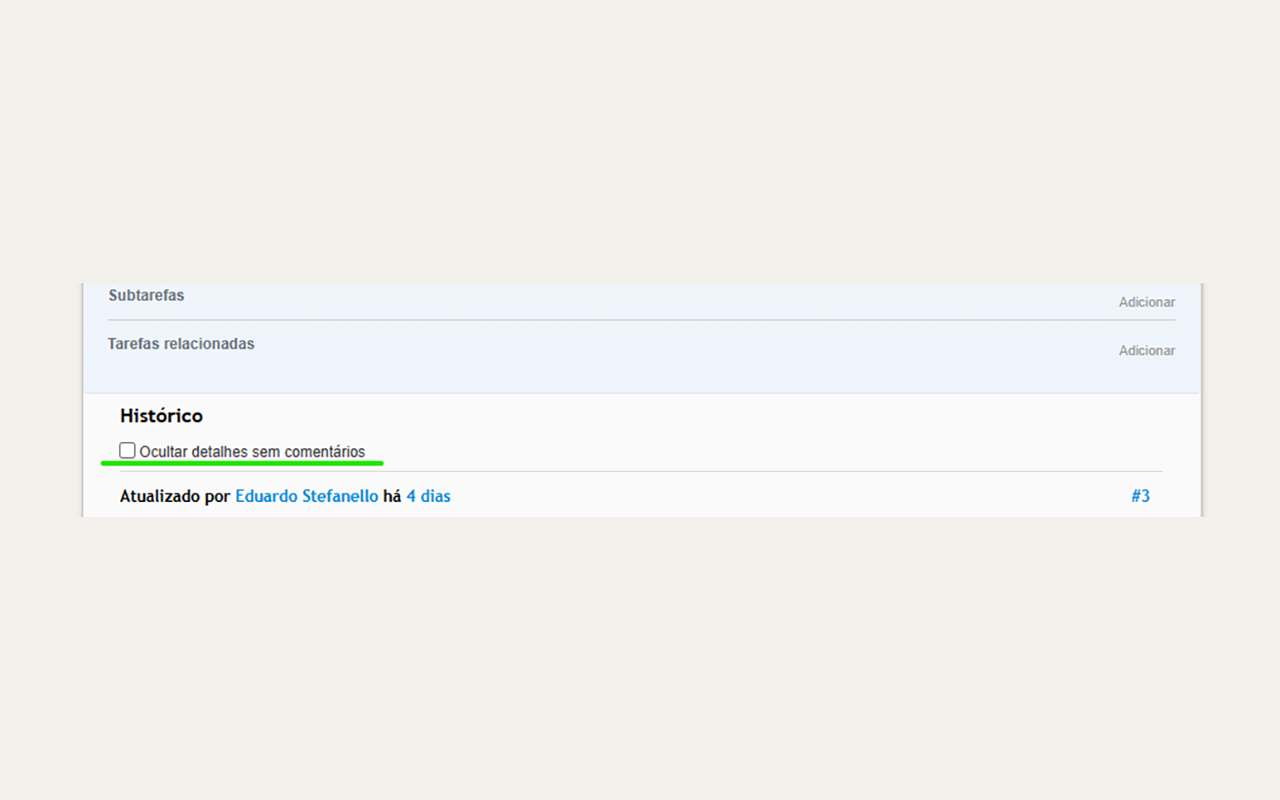 Subtarefas
Adicionar
Tarefas relacionadas
Adicionar
Histórico
Ocultar detalhes sem comentários
Atualizado por Eduardo Stefanello há 4 dias
#3